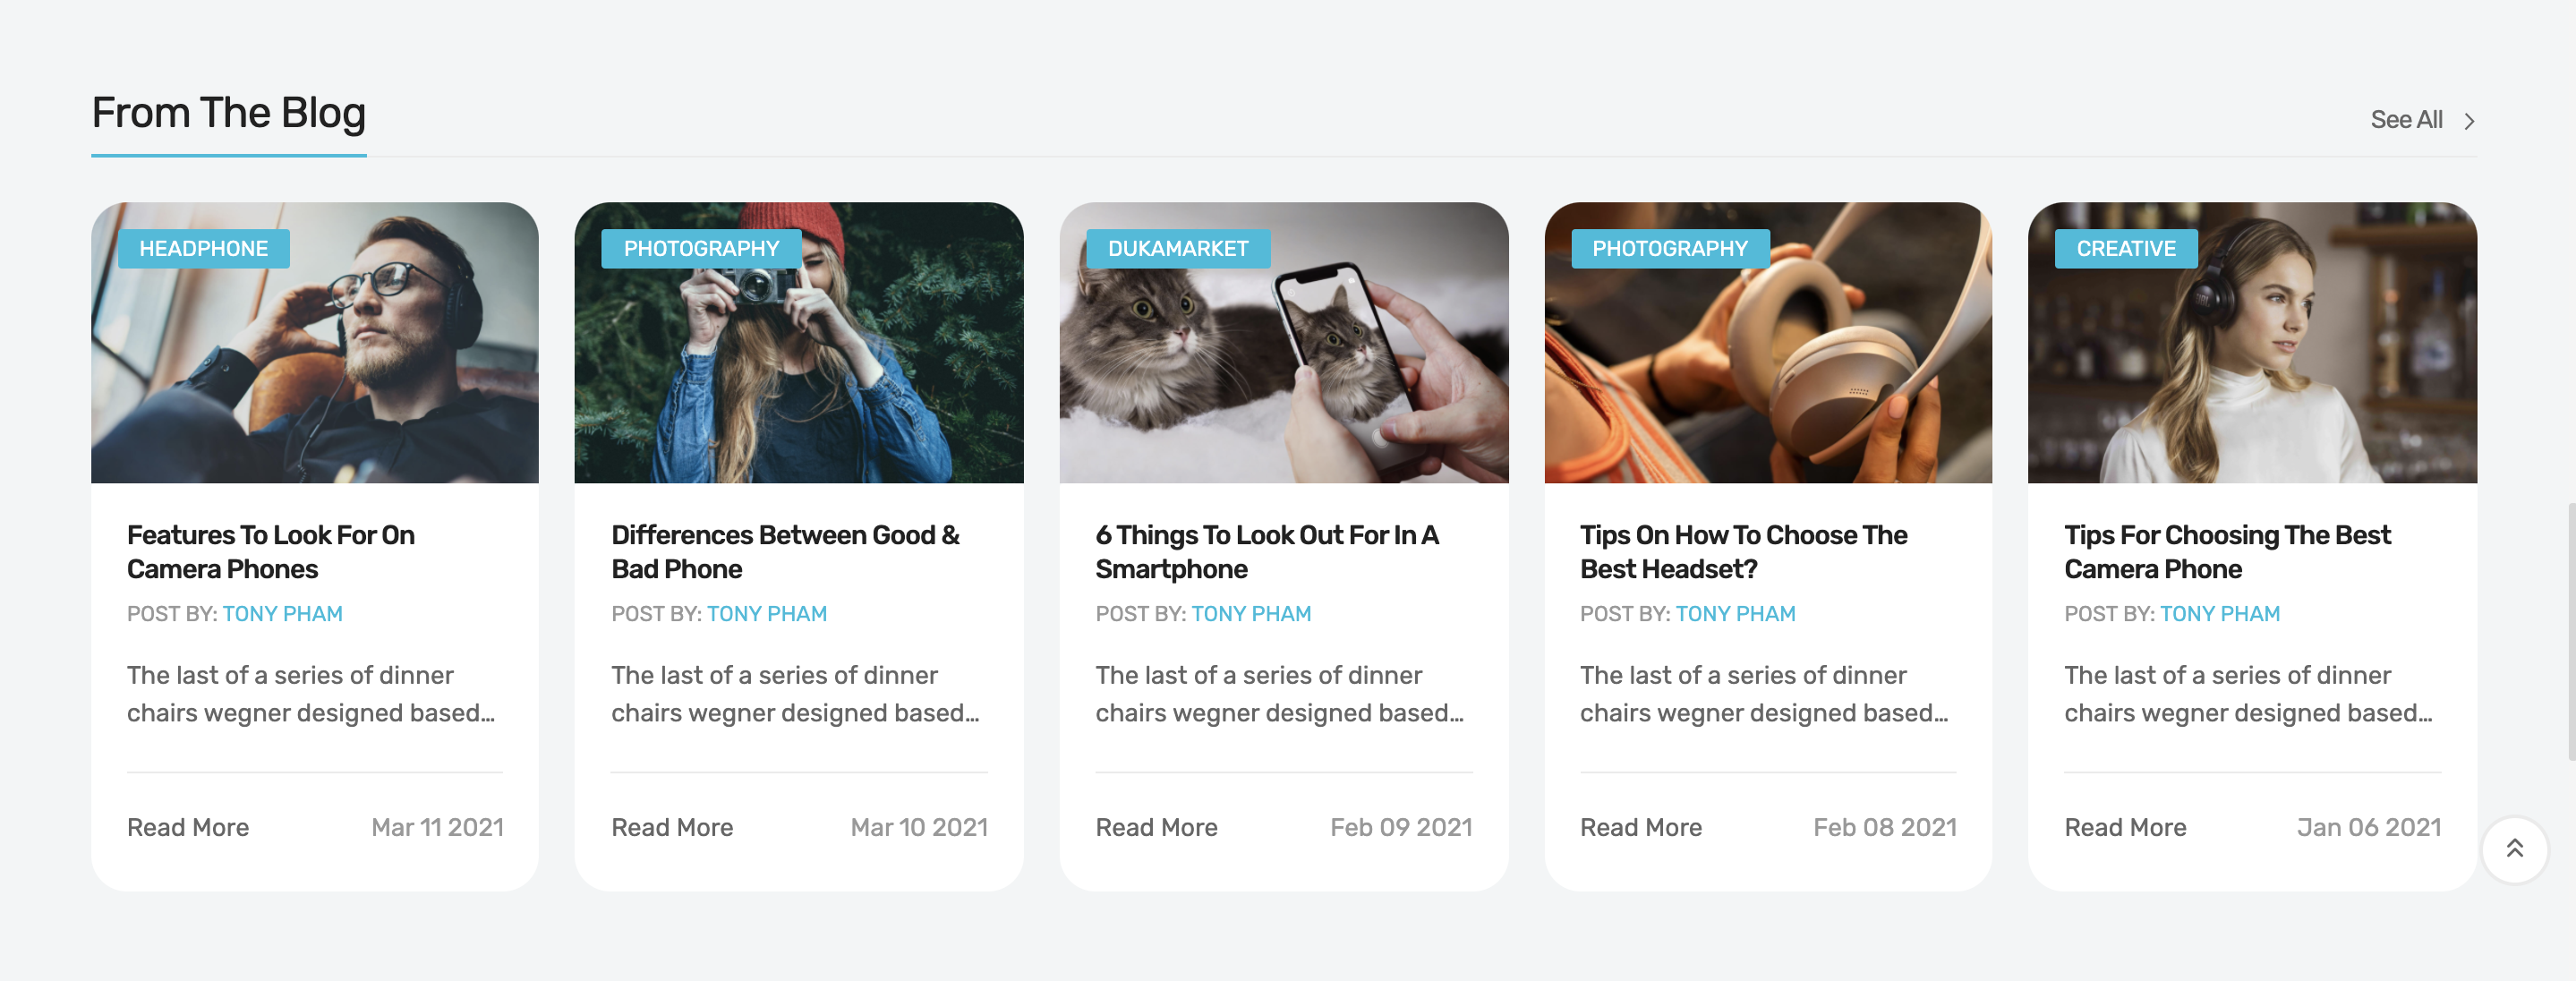 From The Blog
See All
HEADPHONE
Features To Look For On
Camera Phones
POST BY: TONY PHAM
The last of a series of dinner
chairs wegner designed based...
Read More
Mar 11 2021
PHOTOGRAPHY
Differences Between Good &
Bad Phone
POST BY: TONY PHAM
The last of a series of dinner
chairs wegner designed based...
Read More
Mar 10 2021
DUKAMARKET
6 Things To Look Out For In A
Smartphone
POST BY: TONY PHAM
The last of a series of dinner
chairs wegner designed based...
Read More
Feb 09 2021
PHOTOGRAPHY
Tips On How To Choose The
Best Headset?
POST BY: TONY PHAM
The last of a series of dinner
chairs wegner designed based...
Read More
Feb 08 2021
CREATIVE
Tips For Choosing The Best
Camera Phone
POST BY: TONY PHAM
The last of a series of dinner
chairs wegner designed based...
Read More
Jan 06 2021